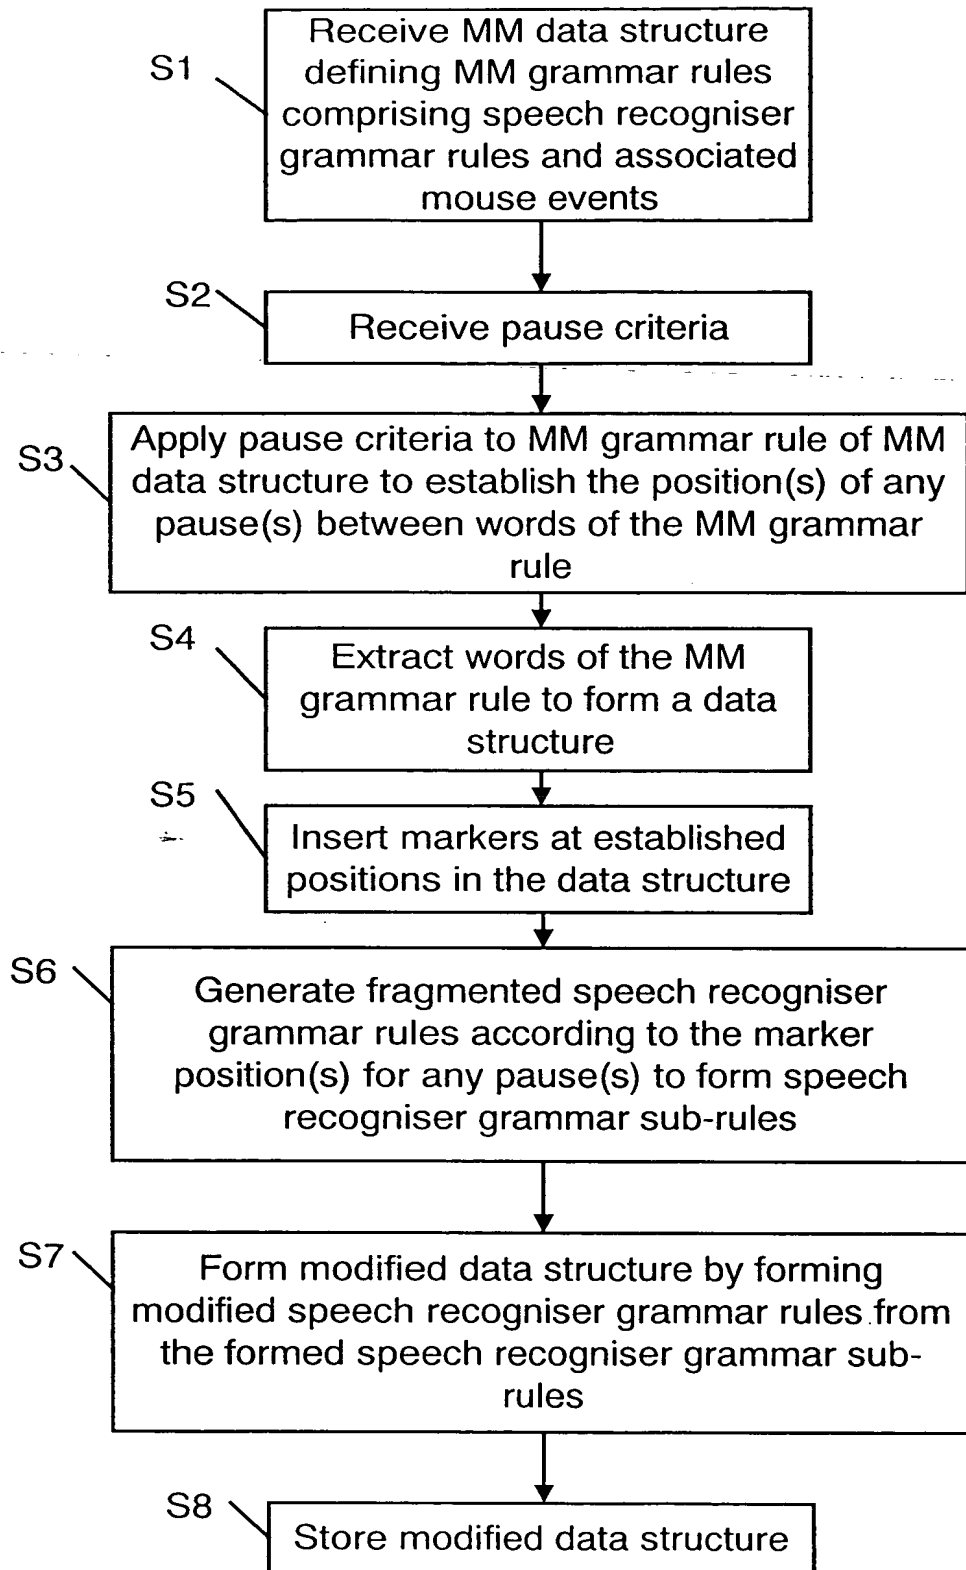 S1
Receive MM data structure
defining MM grammar rules
comprising speech recogniser
grammar rules and associated
mouse events
S2
Receive pause criteria
S3
Apply pause criteria to MM grammar rule of MM
data structure to establish the position(s) of any
pause(s) between words of the MM grammar
rule
S4
Extract words of the MM
grammar rule to form a data
structure
S5
Insert markers at established
positions in the data structure
S6
Generate fragmented speech recogniser
grammar rules according to the marker
position(s) for any pause(s) to form speech
recogniser grammar sub-rules
S7
Form modified data structure by forming
modified speech recogniser grammar rules from
the formed speech recogniser grammar sub-
rules
S8
Store modified data structure